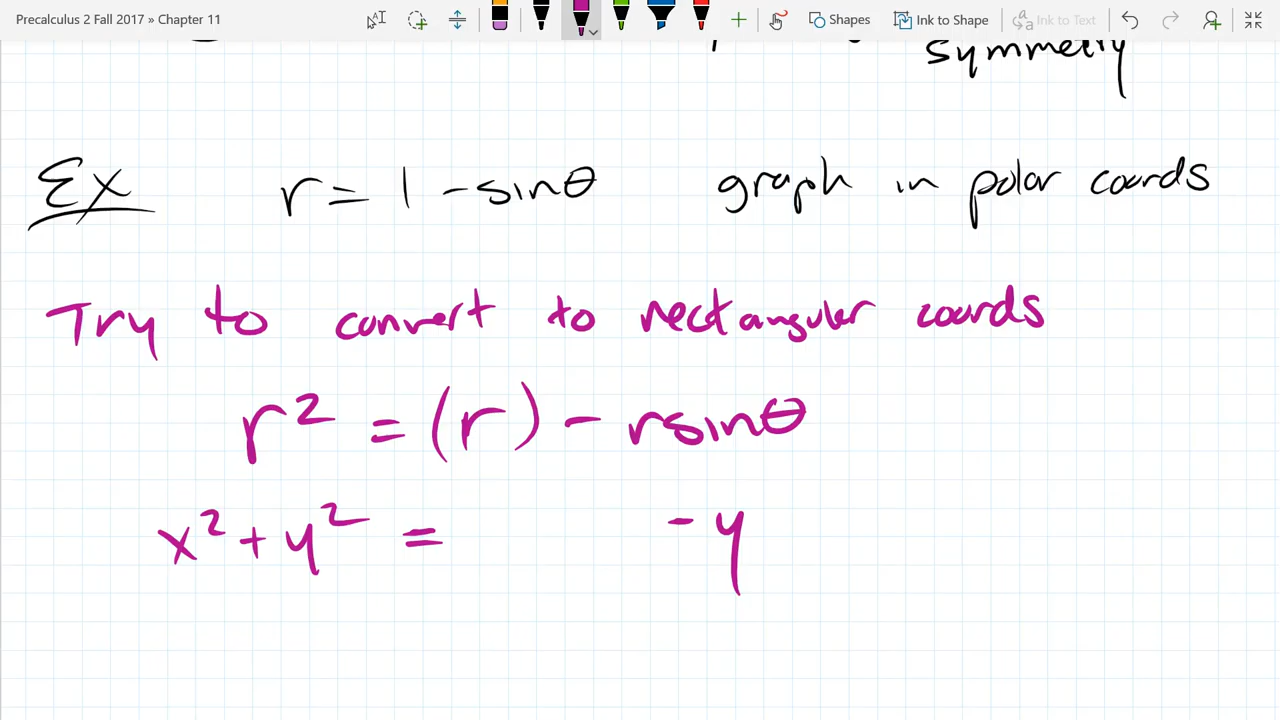 Precalculus 2 Fall 2017 » Chapter 11
Shapes Ink to Shape Ink to Text
symmetry
Ex r = 1 - sinθ graph in polar coords
Try to convert to rectangular coords
r² = (r) - rsinθ
x² + y² = - y